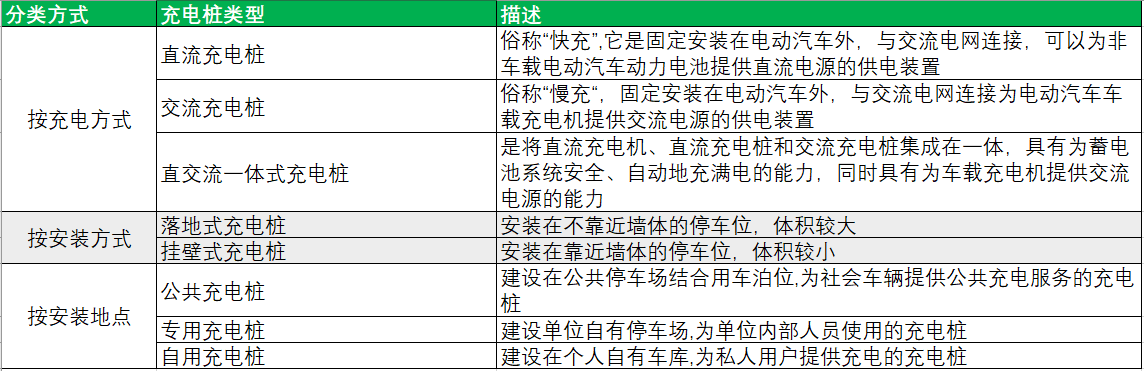 分类方式 充电桩类型 描述
按充电方式
直流充电桩
俗称“快充”,它是固定安装在电动汽车外，与交流电网连接，可以为非
车载电动汽车动力电池提供直流电源的供电装置
交流充电桩
俗称“慢充“，固定安装在电动汽车外，与交流电网连接为电动汽车车
载充电机提供交流电源的供电装置
直交流一体式充电桩
是将直流充电机、直流充电桩和交流充电桩集成在一体，具有为蓄电
池系统安全、自动地充满电的能力，同时具有为车载充电机提供交流
电源的能力
按安装方式
落地式充电桩 安装在不靠近墙体的停车位，体积较大
挂壁式充电桩 安装在靠近墙体的停车位，体积较小
按安装地点
公共充电桩
建设在公共停车场结合用车泊位,为社会车辆提供公共充电服务的充电
桩
专用充电桩 建设单位自有停车场,为单位内部人员使用的充电桩
自用充电桩 建设在个人自有车库,为私人用户提供充电的充电桩